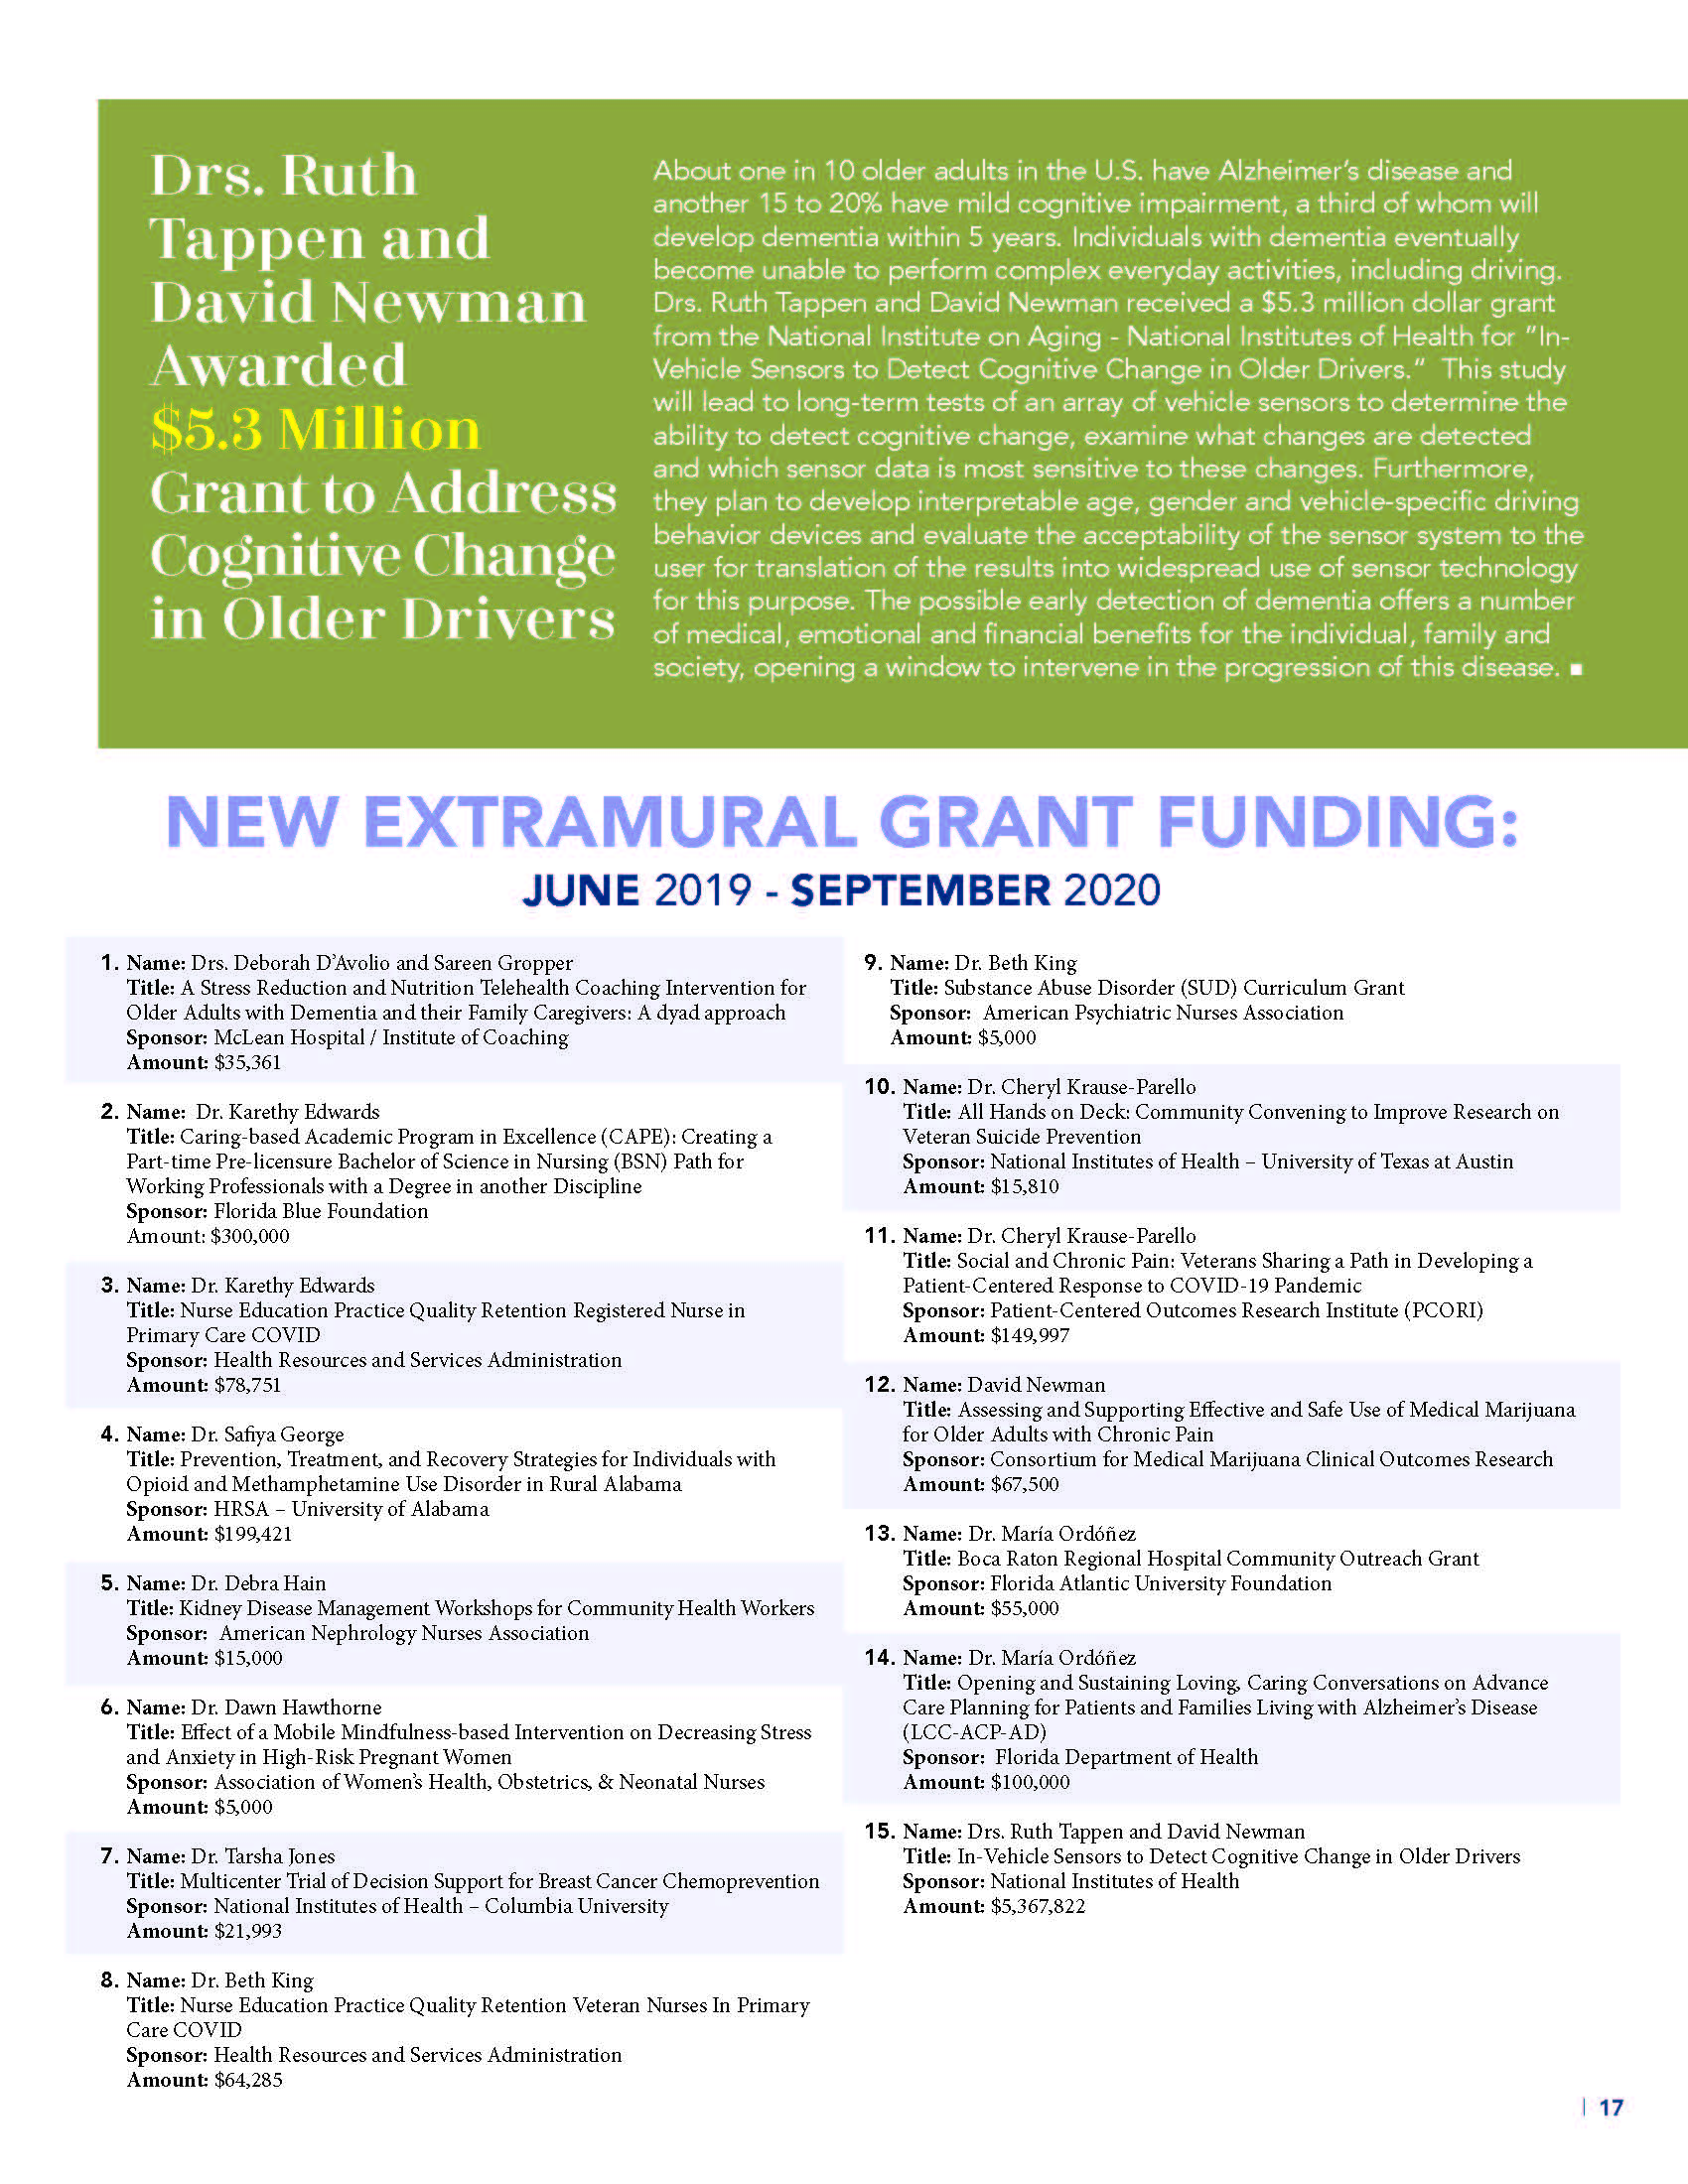 Drs. Ruth
Tappen and
David Newman
Awarded
$5.3 Million
Grant to Address
Cognitive Change
in Older Drivers
About one in 10 older adults in the U.S. have Alzheimer's disease and
another 15 to 20% have mild cognitive impairment, a third of whom will
develop dementia within 5 years. Individuals with dementia eventually
become unable to perform complex everyday activities, including driving.
Drs. Ruth Tappen and David Newman received a $5.3 million dollar grant
from the National Institute on Aging - National Institutes of Health for "In-
Vehicle Sensors to Detect Cognitive Change in Older Drivers." This study
will lead to long-term tests of an array of vehicle sensors to determine the
ability to detect cognitive change, examine what changes are detected
and which sensor data is most sensitive to these changes. Furthermore,
they plan to develop interpretable age, gender and vehicle-specific driving
behavior devices and evaluate the acceptability of the sensor system to the
user for translation of the results into widespread use of sensor technology
for this purpose. The possible early detection of dementia offers a number
of medical, emotional and financial benefits for the individual, family and
society, opening a window to intervene in the progression of this disease. ■
NEW EXTRAMURAL GRANT FUNDING:
JUNE 2019 - SEPTEMBER 2020
1. Name: Drs. Deborah D'Avolio and Sareen Gropper
Title: A Stress Reduction and Nutrition Telehealth Coaching Intervention for
Older Adults with Dementia and their Family Caregivers: A dyad approach
Sponsor: McLean Hospital / Institute of Coaching
Amount: $35,361
2. Name: Dr. Karethy Edwards
Title: Caring-based Academic Program in Excellence (CAPE): Creating a
Part-time Pre-licensure Bachelor of Science in Nursing (BSN) Path for
Working Professionals with a Degree in another Discipline
Sponsor: Florida Blue Foundation
Amount: $300,000
3. Name: Dr. Karethy Edwards
Title: Nurse Education Practice Quality Retention Registered Nurse in
Primary Care COVID
Sponsor: Health Resources and Services Administration
Amount: $78,751
4. Name: Dr. Safiya George
Title: Prevention, Treatment, and Recovery Strategies for Individuals with
Opioid and Methamphetamine Use Disorder in Rural Alabama
Sponsor: HRSA – University of Alabama
Amount: $199,421
5. Name: Dr. Debra Hain
Title: Kidney Disease Management Workshops for Community Health Workers
Sponsor: American Nephrology Nurses Association
Amount: $15,000
6. Name: Dr. Dawn Hawthorne
Title: Effect of a Mobile Mindfulness-based Intervention on Decreasing Stress
and Anxiety in High-Risk Pregnant Women
Sponsor: Association of Women's Health, Obstetrics, & Neonatal Nurses
Amount: $5,000
7. Name: Dr. Tarsha Jones
Title: Multicenter Trial of Decision Support for Breast Cancer Chemoprevention
Sponsor: National Institutes of Health – Columbia University
Amount: $21,993
8. Name: Dr. Beth King
Title: Nurse Education Practice Quality Retention Veteran Nurses In Primary
Care COVID
Sponsor: Health Resources and Services Administration
Amount: $64,285
9. Name: Dr. Beth King
Title: Substance Abuse Disorder (SUD) Curriculum Grant
Sponsor: American Psychiatric Nurses Association
Amount: $5,000
10. Name: Dr. Cheryl Krause-Parello
Title: All Hands on Deck: Community Convening to Improve Research on
Veteran Suicide Prevention
Sponsor: National Institutes of Health – University of Texas at Austin
Amount: $15,810
11. Name: Dr. Cheryl Krause-Parello
Title: Social and Chronic Pain: Veterans Sharing a Path in Developing a
Patient-Centered Response to COVID-19 Pandemic
Sponsor: Patient-Centered Outcomes Research Institute (PCORI)
Amount: $149,997
12. Name: David Newman
Title: Assessing and Supporting Effective and Safe Use of Medical Marijuana
for Older Adults with Chronic Pain
Sponsor: Consortium for Medical Marijuana Clinical Outcomes Research
Amount: $67,500
13. Name: Dr. María Ordóñez
Title: Boca Raton Regional Hospital Community Outreach Grant
Sponsor: Florida Atlantic University Foundation
Amount: $55,000
14. Name: Dr. María Ordóñez
Title: Opening and Sustaining Loving, Caring Conversations on Advance
Care Planning for Patients and Families Living with Alzheimer's Disease
(LCC-ACP-AD)
Sponsor: Florida Department of Health
Amount: $100,000
15. Name: Drs. Ruth Tappen and David Newman
Title: In-Vehicle Sensors to Detect Cognitive Change in Older Drivers
Sponsor: National Institutes of Health
Amount: $5,367,822
| 17